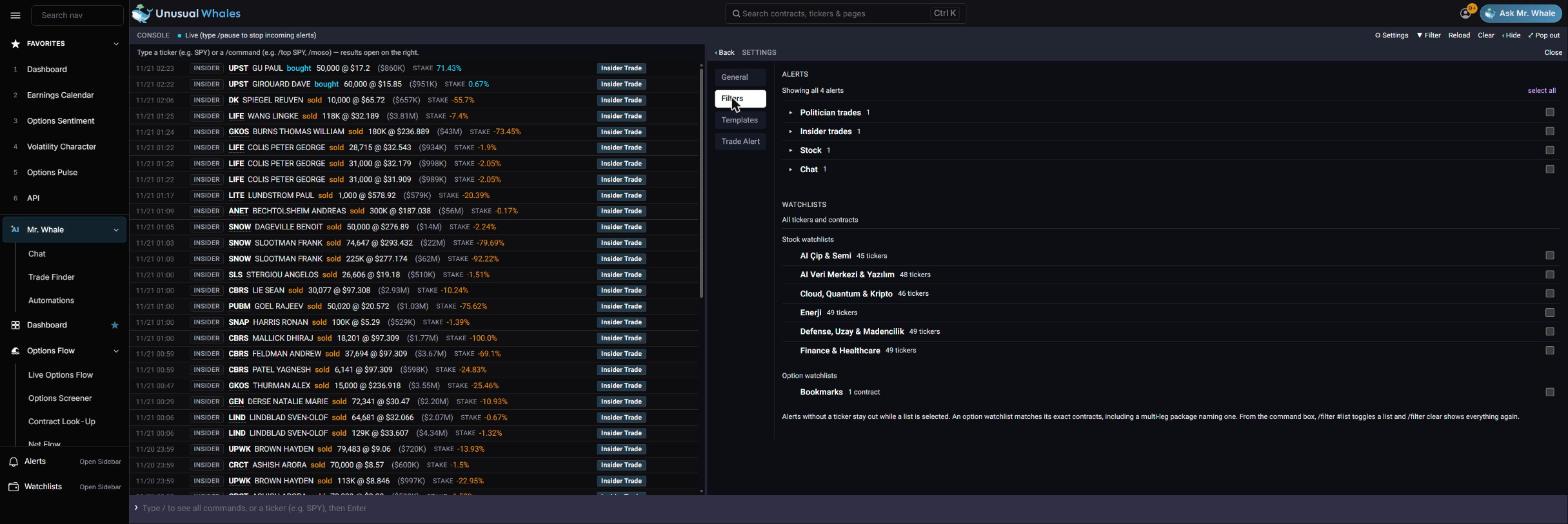 Search nav
Unusual Whales
Search contracts, tickers & pages
Ctrl K
9+
Ask Mr. Whale
FAVORITES
1 Dashboard
2 Earnings Calendar
3 Options Sentiment
4 Volatility Character
5 Options Pulse
6 API
AI Mr. Whale
Chat
Trade Finder
Automations
Dashboard
Options Flow
Live Options Flow
Options Screener
Contract Look-Up
Net Flow
Alerts Open Sidebar
Watchlists Open Sidebar
CONSOLE Live (type /pause to stop incoming alerts)
Settings Filter Reload Clear Hide Pop out
Type a ticker (e.g. SPY) or a /command (e.g. /top SPY, /moso) — results open on the right.
11/21 02:23 INSIDER UPST GU PAUL bought 50,000 @ $17.2 ($860K) STAKE 71.43% Insider Trade
11/21 02:22 INSIDER UPST GIROUARD DAVE bought 60,000 @ $15.85 ($951K) STAKE 0.67% Insider Trade
11/21 02:06 INSIDER DK SPIEGEL REUVEN sold 10,000 @ $65.72 ($657K) STAKE -55.7% Insider Trade
11/21 01:25 INSIDER LIFE WANG LINGKE sold 118K @ $32.189 ($3.81M) STAKE -7.4% Insider Trade
11/21 01:24 INSIDER GKOS BURNS THOMAS WILLIAM sold 180K @ $236.889 ($43M) STAKE -73.45% Insider Trade
11/21 01:22 INSIDER LIFE COLIS PETER GEORGE sold 28,715 @ $32.543 ($934K) STAKE -1.9% Insider Trade
11/21 01:22 INSIDER LIFE COLIS PETER GEORGE sold 31,000 @ $32.179 ($998K) STAKE -2.05% Insider Trade
11/21 01:22 INSIDER LIFE COLIS PETER GEORGE sold 31,000 @ $31.909 ($989K) STAKE -2.05% Insider Trade
11/21 01:17 INSIDER LITE LUNDSTROM PAUL sold 1,000 @ $578.92 ($579K) STAKE -20.39% Insider Trade
11/21 01:09 INSIDER ANET BECHTOLSHEIM ANDREAS sold 300K @ $187.038 ($56M) STAKE -0.17% Insider Trade
11/21 01:05 INSIDER SNOW DAGEVILLE BENOIT sold 50,000 @ $276.89 ($14M) STAKE -2.24% Insider Trade
11/21 01:03 INSIDER SNOW SLOOTMAN FRANK sold 74,647 @ $293.432 ($22M) STAKE -79.69% Insider Trade
11/21 01:03 INSIDER SNOW SLOOTMAN FRANK sold 225K @ $277.174 ($62M) STAKE -92.22% Insider Trade
11/21 01:00 INSIDER SLS STERGIOU ANGELOS sold 26,606 @ $19.18 ($510K) STAKE -1.51% Insider Trade
11/21 01:00 INSIDER CBRS LIE SEAN sold 30,077 @ $97.308 ($2.93M) STAKE -10.24% Insider Trade
11/21 01:00 INSIDER PUBM GOEL RAJEEV sold 50,020 @ $20.572 ($1.03M) STAKE -75.62% Insider Trade
11/21 01:00 INSIDER SNAP HARRIS RONAN sold 100K @ $5.29 ($529K) STAKE -1.39% Insider Trade
11/21 01:00 INSIDER CBRS MALLICK DHIRAJ sold 18,201 @ $97.309 ($1.77M) STAKE -100.0% Insider Trade
11/21 00:59 INSIDER CBRS FELDMAN ANDREW sold 37,694 @ $97.309 ($3.67M) STAKE -69.1% Insider Trade
11/21 00:59 INSIDER CBRS PATEL YAGNESH sold 6,141 @ $97.309 ($598K) STAKE -24.83% Insider Trade
11/21 00:47 INSIDER GKOS THURMAN ALEX sold 15,000 @ $236.918 ($3.55M) STAKE -25.46% Insider Trade
11/21 00:29 INSIDER GEN DERSE NATALIE MARIE sold 72,341 @ $30.47 ($2.20M) STAKE -10.93% Insider Trade
11/21 00:06 INSIDER LIND LINDBLAD SVEN-OLOF sold 64,681 @ $32.066 ($2.07M) STAKE -0.67% Insider Trade
11/21 00:06 INSIDER LIND LINDBLAD SVEN-OLOF sold 129K @ $33.607 ($4.34M) STAKE -1.32% Insider Trade
11/20 23:59 INSIDER UPWK BROWN HAYDEN sold 79,483 @ $9.06 ($720K) STAKE -13.93% Insider Trade
11/20 23:59 INSIDER CRCT ASHISH ARORA sold 70,000 @ $8.57 ($600K) STAKE -1.5% Insider Trade
11/20 23:59 INSIDER UPWK BROWN HAYDEN sold 113K @ $8.846 ($997K) STAKE -22.95% Insider Trade
Type / to see all commands, or a ticker (e.g. SPY), then Enter
Back SETTINGS
Close
General
Filters
Templates
Trade Alert
ALERTS
Showing all 4 alerts
select all
Politician trades 1
Insider trades 1
Stock 1
Chat 1
WATCHLISTS
All tickers and contracts
Stock watchlists
AI Çip & Semi 45 tickers
AI Veri Merkezi & Yazılım 48 tickers
Cloud, Quantum & Kripto 46 tickers
Enerji 49 tickers
Defense, Uzay & Madencilik 49 tickers
Finance & Healthcare 49 tickers
Option watchlists
Bookmarks 1 contract
Alerts without a ticker stay out while a list is selected. An option watchlist matches its exact contracts, including a multi-leg package naming one. From the command box, /filter #list toggles a list and /filter clear shows everything again.